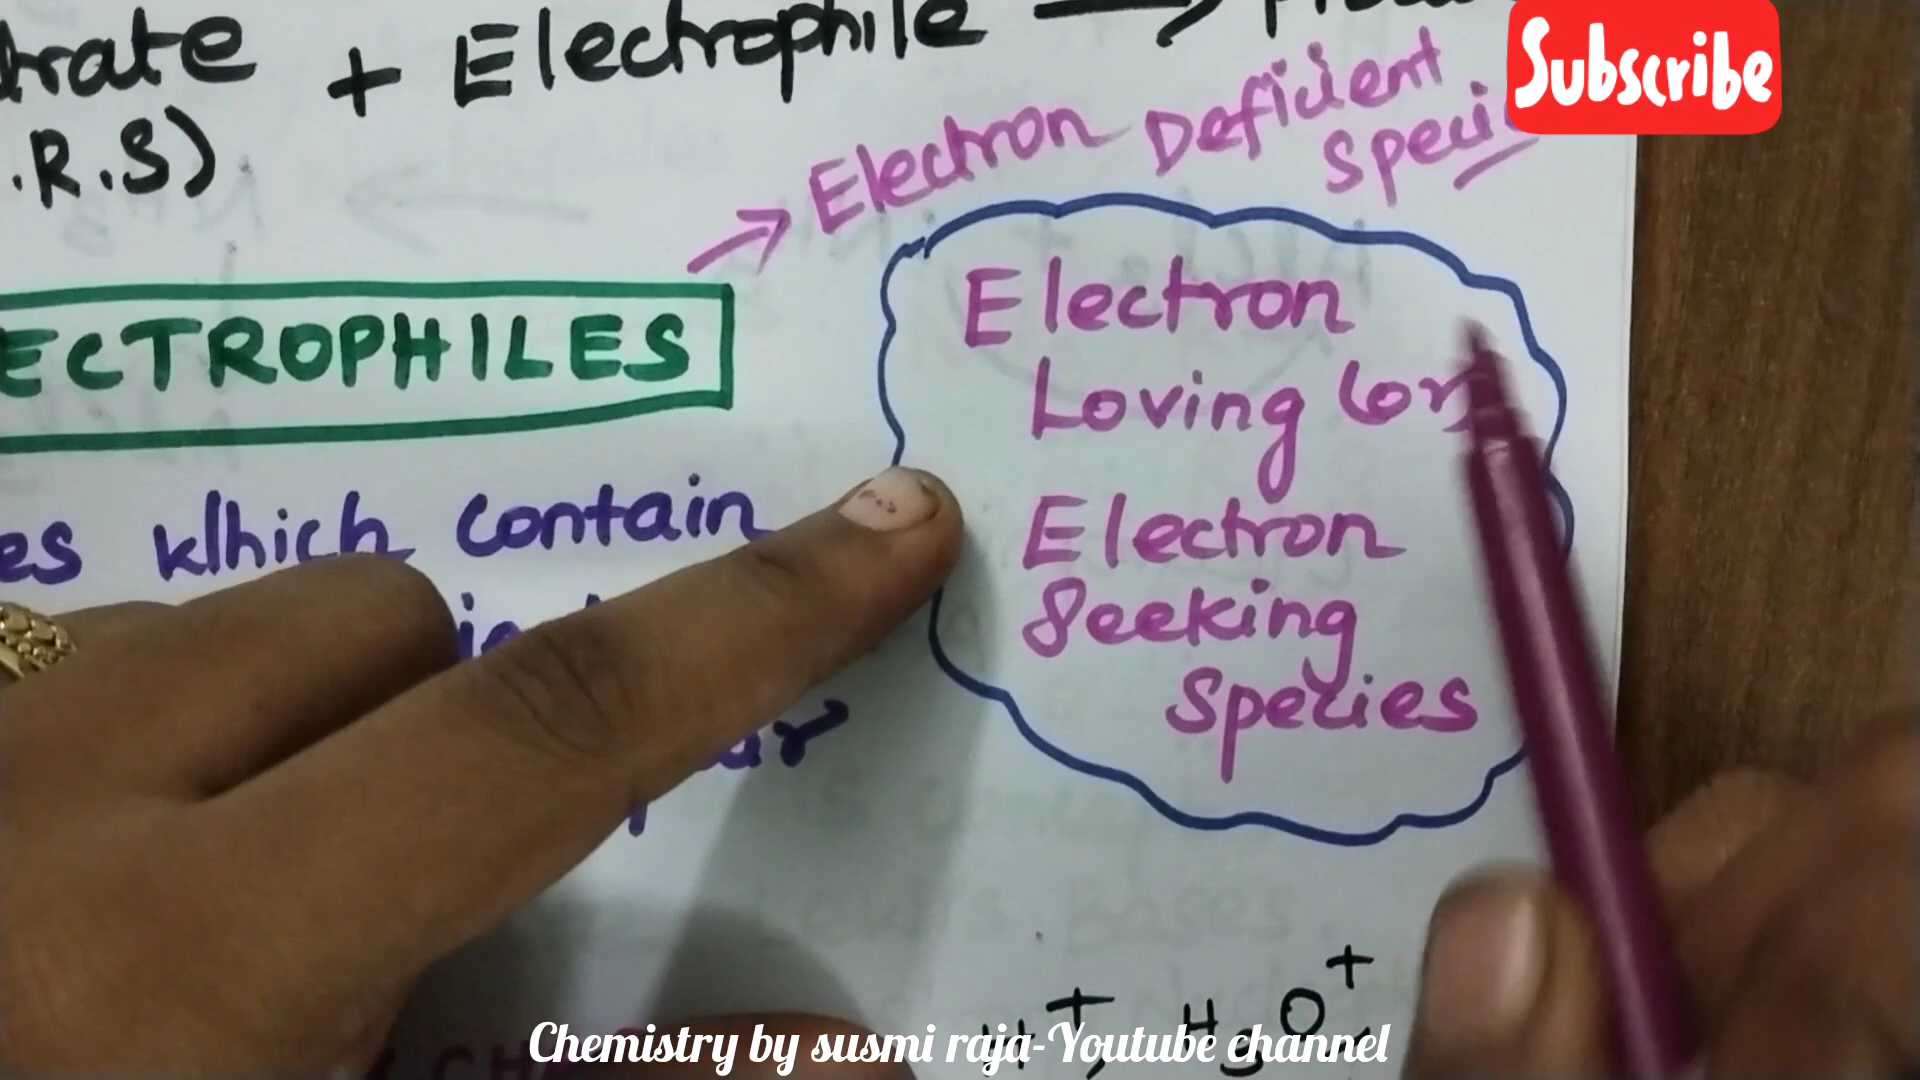 trate + Electrophile →
.R.S)
Subscribe
→ Electron Deficient
Species
ECTROPHILES
Electron
Loving (or)
Electron
Seeking
Species
es which contain
H+, H3O+,
Chemistry by susmi raja-Youtube channel